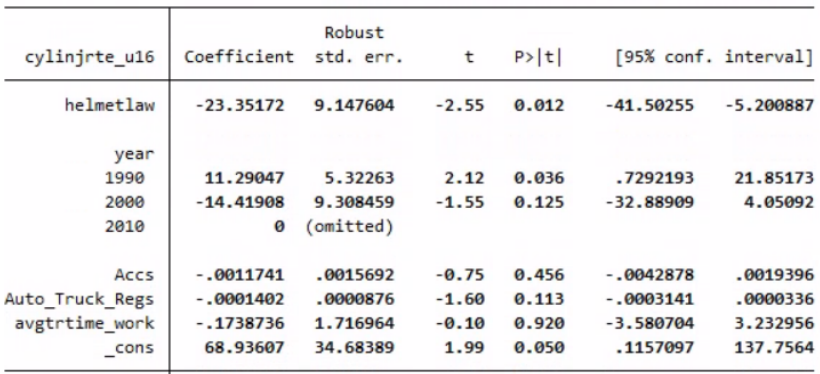 Robust
cylinjrte_u16 Coefficient std. err. t P>|t| [95% conf. interval]
helmetlaw -23.35172 9.147604 -2.55 0.012 -41.50255 -5.200887
year
1990 11.29047 5.32263 2.12 0.036 .7292193 21.85173
2000 -14.41908 9.308459 -1.55 0.125 -32.88909 4.05092
2010 0 (omitted)
Accs -.0011741 .0015692 -0.75 0.456 -.0042878 .0019396
Auto_Truck_Regs -.0001402 .0000876 -1.60 0.113 -.0003141 .0000336
avgtrtime_work -.1738736 1.716964 -0.10 0.920 -3.580704 3.232956
_cons 68.93607 34.68389 1.99 0.050 .1157097 137.7564